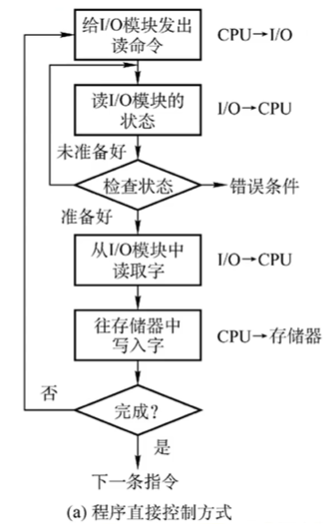 给I/O模块发出
读命令
CPU→I/O
读I/O模块的
状态
I/O→CPU
未准备好
检查状态
错误条件
准备好
从I/O模块中
读取字
I/O→CPU
往存储器中
写入字
CPU→存储器
否
完成?
是
下一条指令
(a) 程序直接控制方式